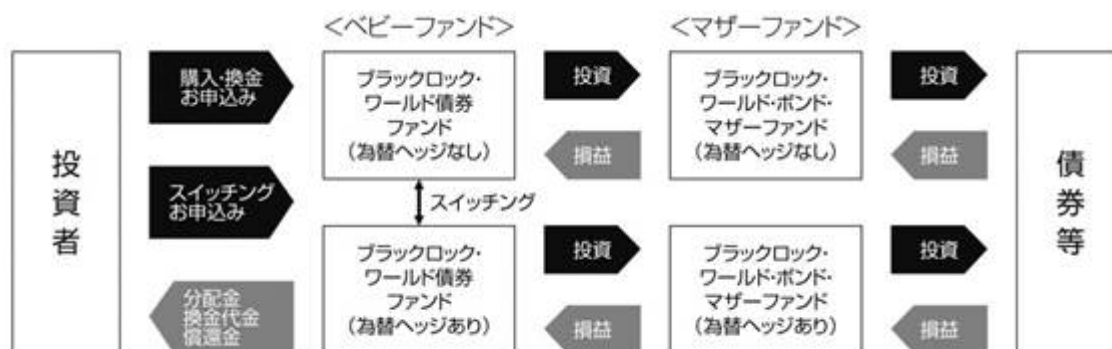 <ベビーファンド>
<マザーファンド>
投資者
購入・換金
お申込み
スイッチング
お申込み
分配金
換金代金
償還金
ブラックロック・
ワールド債券
ファンド
(為替ヘッジなし)
スイッチング
ブラックロック・
ワールド債券
ファンド
(為替ヘッジあり)
投資
損益
投資
損益
ブラックロック・
ワールド・ボンド・
マザーファンド
(為替ヘッジなし)
ブラックロック・
ワールド・ボンド・
マザーファンド
(為替ヘッジあり)
投資
損益
投資
損益
債券等